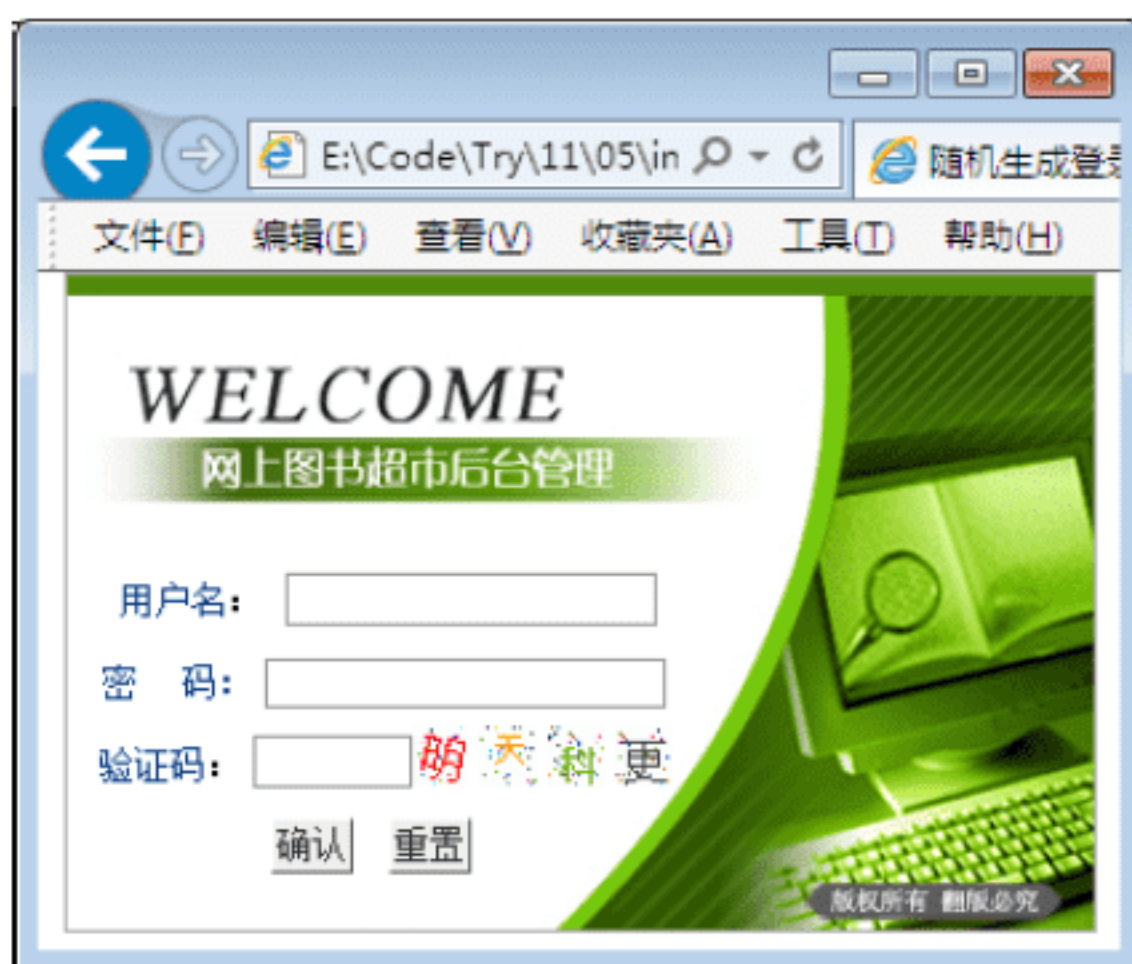 E:\Code\Try\11\05\in 随机生成登录
文件(F) 编辑(E) 查看(V) 收藏夹(A) 工具(T) 帮助(H)
WELCOME
网上图书超市后台管理
用户名：
密 码：
验证码： 的 天 科 更
确认 重置
版权所有 翻版必究